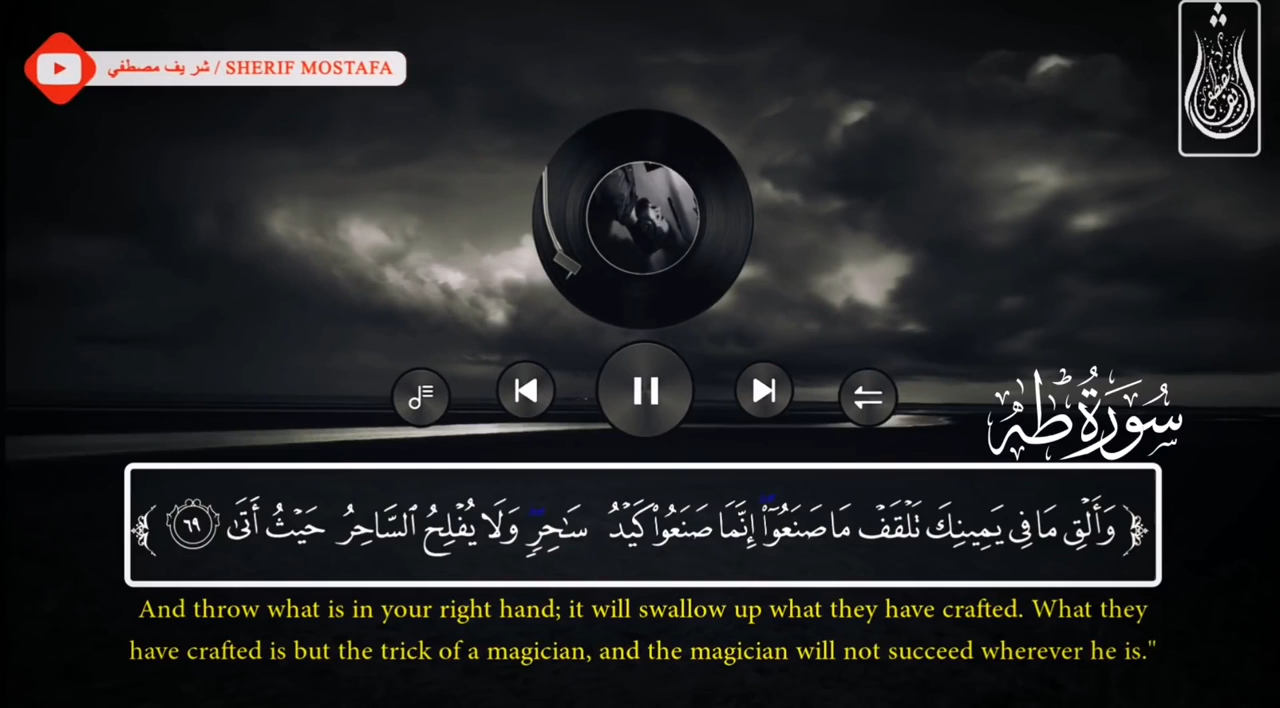 شريف مصطفي / SHERIF MOSTAFA
سُورَةُ طه
وَأَلْقِ مَا فِي يَمِينِكَ تَلْقَفْ مَا صَنَعُوٓا۟ إِنَّمَا صَنَعُوا۟ كَيْدُ سَـٰحِرٍۢ وَلَا يُفْلِحُ ٱلسَّاحِرُ حَيْثُ أَتَىٰ ٦٩
And throw what is in your right hand; it will swallow up what they have crafted. What they
have crafted is but the trick of a magician, and the magician will not succeed wherever he is."